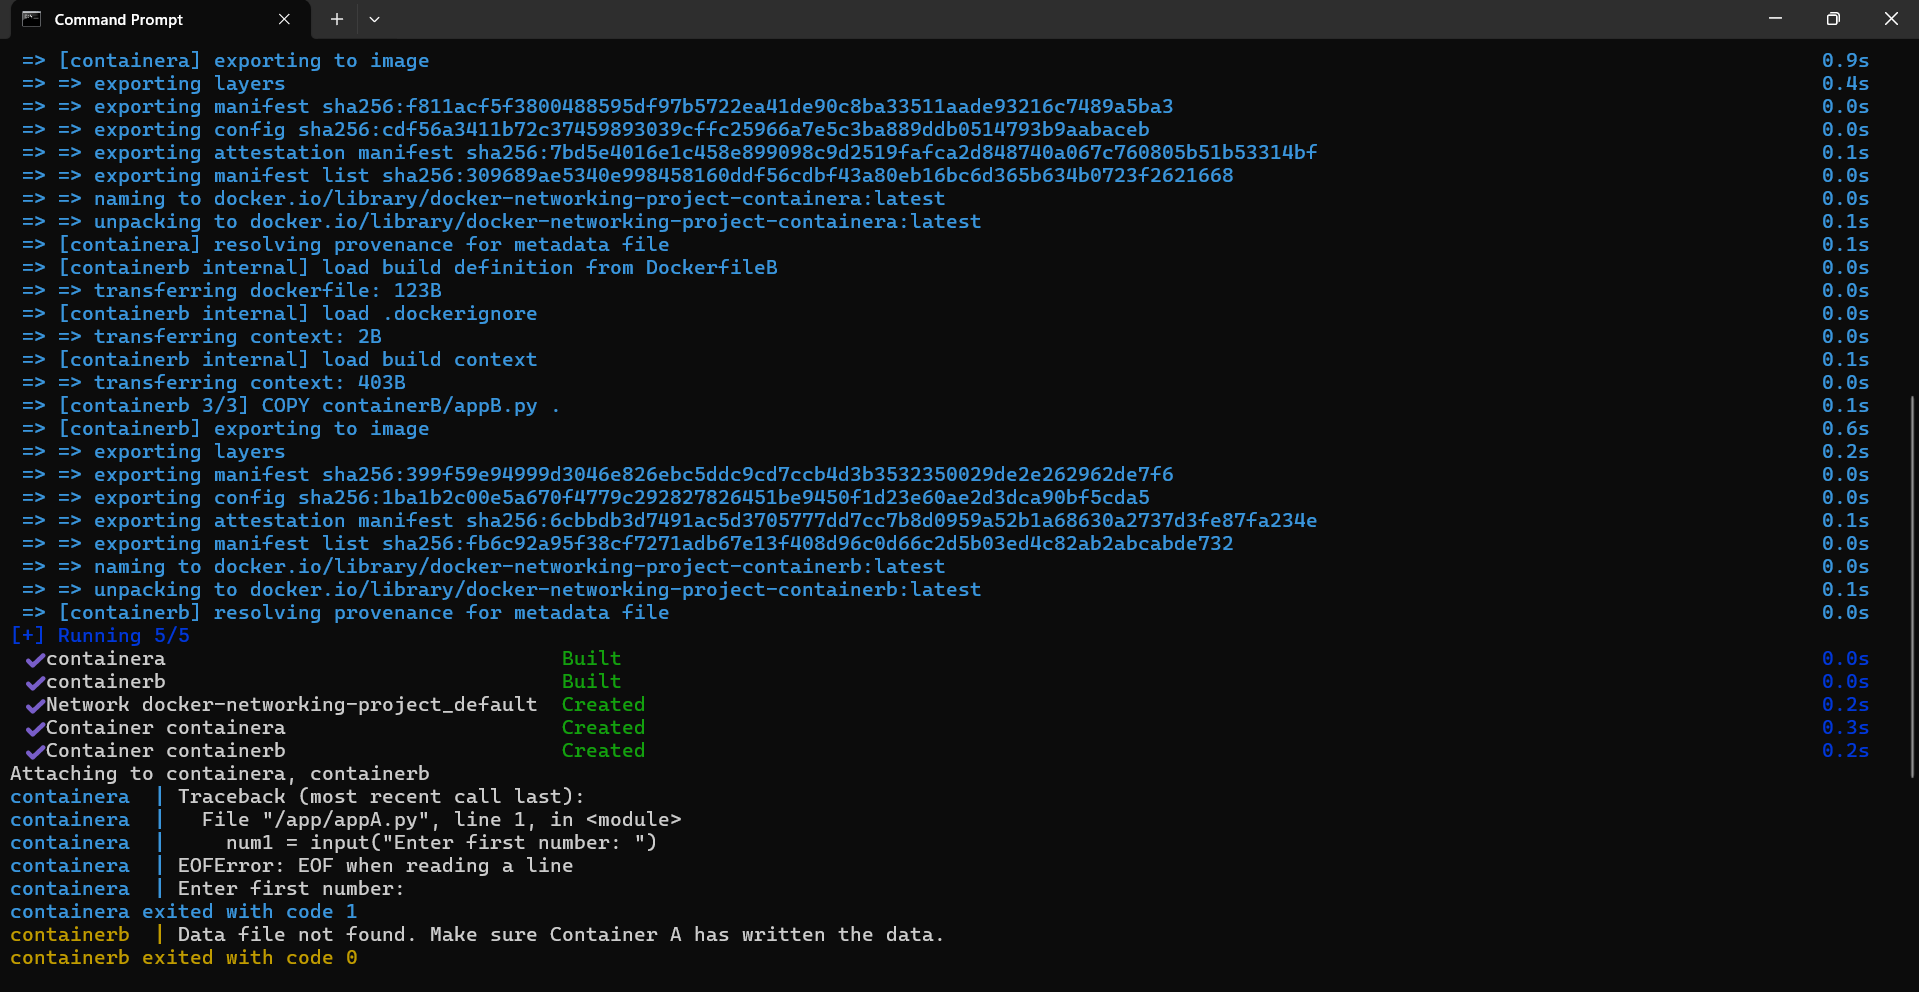 Command Prompt
=> [containera] exporting to image 0.9s
=> => exporting layers 0.4s
=> => exporting manifest sha256:f811acf5f3800488595df97b5722ea41de90c8ba33511aade93216c7489a5ba3 0.0s
=> => exporting config sha256:cdf56a3411b72c37459893039cffc25966a7e5c3ba889ddb0514793b9aabaceb 0.0s
=> => exporting attestation manifest sha256:7bd5e4016e1c458e899098c9d2519fafca2d848740a067c760805b51b53314bf 0.1s
=> => exporting manifest list sha256:309689ae5340e998458160ddf56cdbf43a80eb16bc6d365b634b0723f2621668 0.0s
=> => naming to docker.io/library/docker-networking-project-containera:latest 0.0s
=> => unpacking to docker.io/library/docker-networking-project-containera:latest 0.1s
=> [containera] resolving provenance for metadata file 0.1s
=> [containerb internal] load build definition from DockerfileB 0.0s
=> => transferring dockerfile: 123B 0.0s
=> [containerb internal] load .dockerignore 0.0s
=> => transferring context: 2B 0.0s
=> [containerb internal] load build context 0.1s
=> => transferring context: 403B 0.0s
=> [containerb 3/3] COPY containerB/appB.py . 0.1s
=> [containerb] exporting to image 0.6s
=> => exporting layers 0.2s
=> => exporting manifest sha256:399f59e94999d3046e826ebc5ddc9cd7ccb4d3b3532350029de2e262962de7f6 0.0s
=> => exporting config sha256:1ba1b2c00e5a670f4779c292827826451be9450f1d23e60ae2d3dca90bf5cda5 0.0s
=> => exporting attestation manifest sha256:6cbbdb3d7491ac5d3705777dd7cc7b8d0959a52b1a68630a2737d3fe87fa234e 0.1s
=> => exporting manifest list sha256:fb6c92a95f38cf7271adb67e13f408d96c0d66c2d5b03ed4c82ab2abcabde732 0.0s
=> => naming to docker.io/library/docker-networking-project-containerb:latest 0.0s
=> => unpacking to docker.io/library/docker-networking-project-containerb:latest 0.1s
=> [containerb] resolving provenance for metadata file 0.0s
[+] Running 5/5
✔containera Built 0.0s
✔containerb Built 0.0s
✔Network docker-networking-project_default Created 0.2s
✔Container containera Created 0.3s
✔Container containerb Created 0.2s
Attaching to containera, containerb
containera | Traceback (most recent call last):
containera | File "/app/appA.py", line 1, in <module>
containera | num1 = input("Enter first number: ")
containera | EOFError: EOF when reading a line
containera | Enter first number:
containera exited with code 1
containerb | Data file not found. Make sure Container A has written the data.
containerb exited with code 0